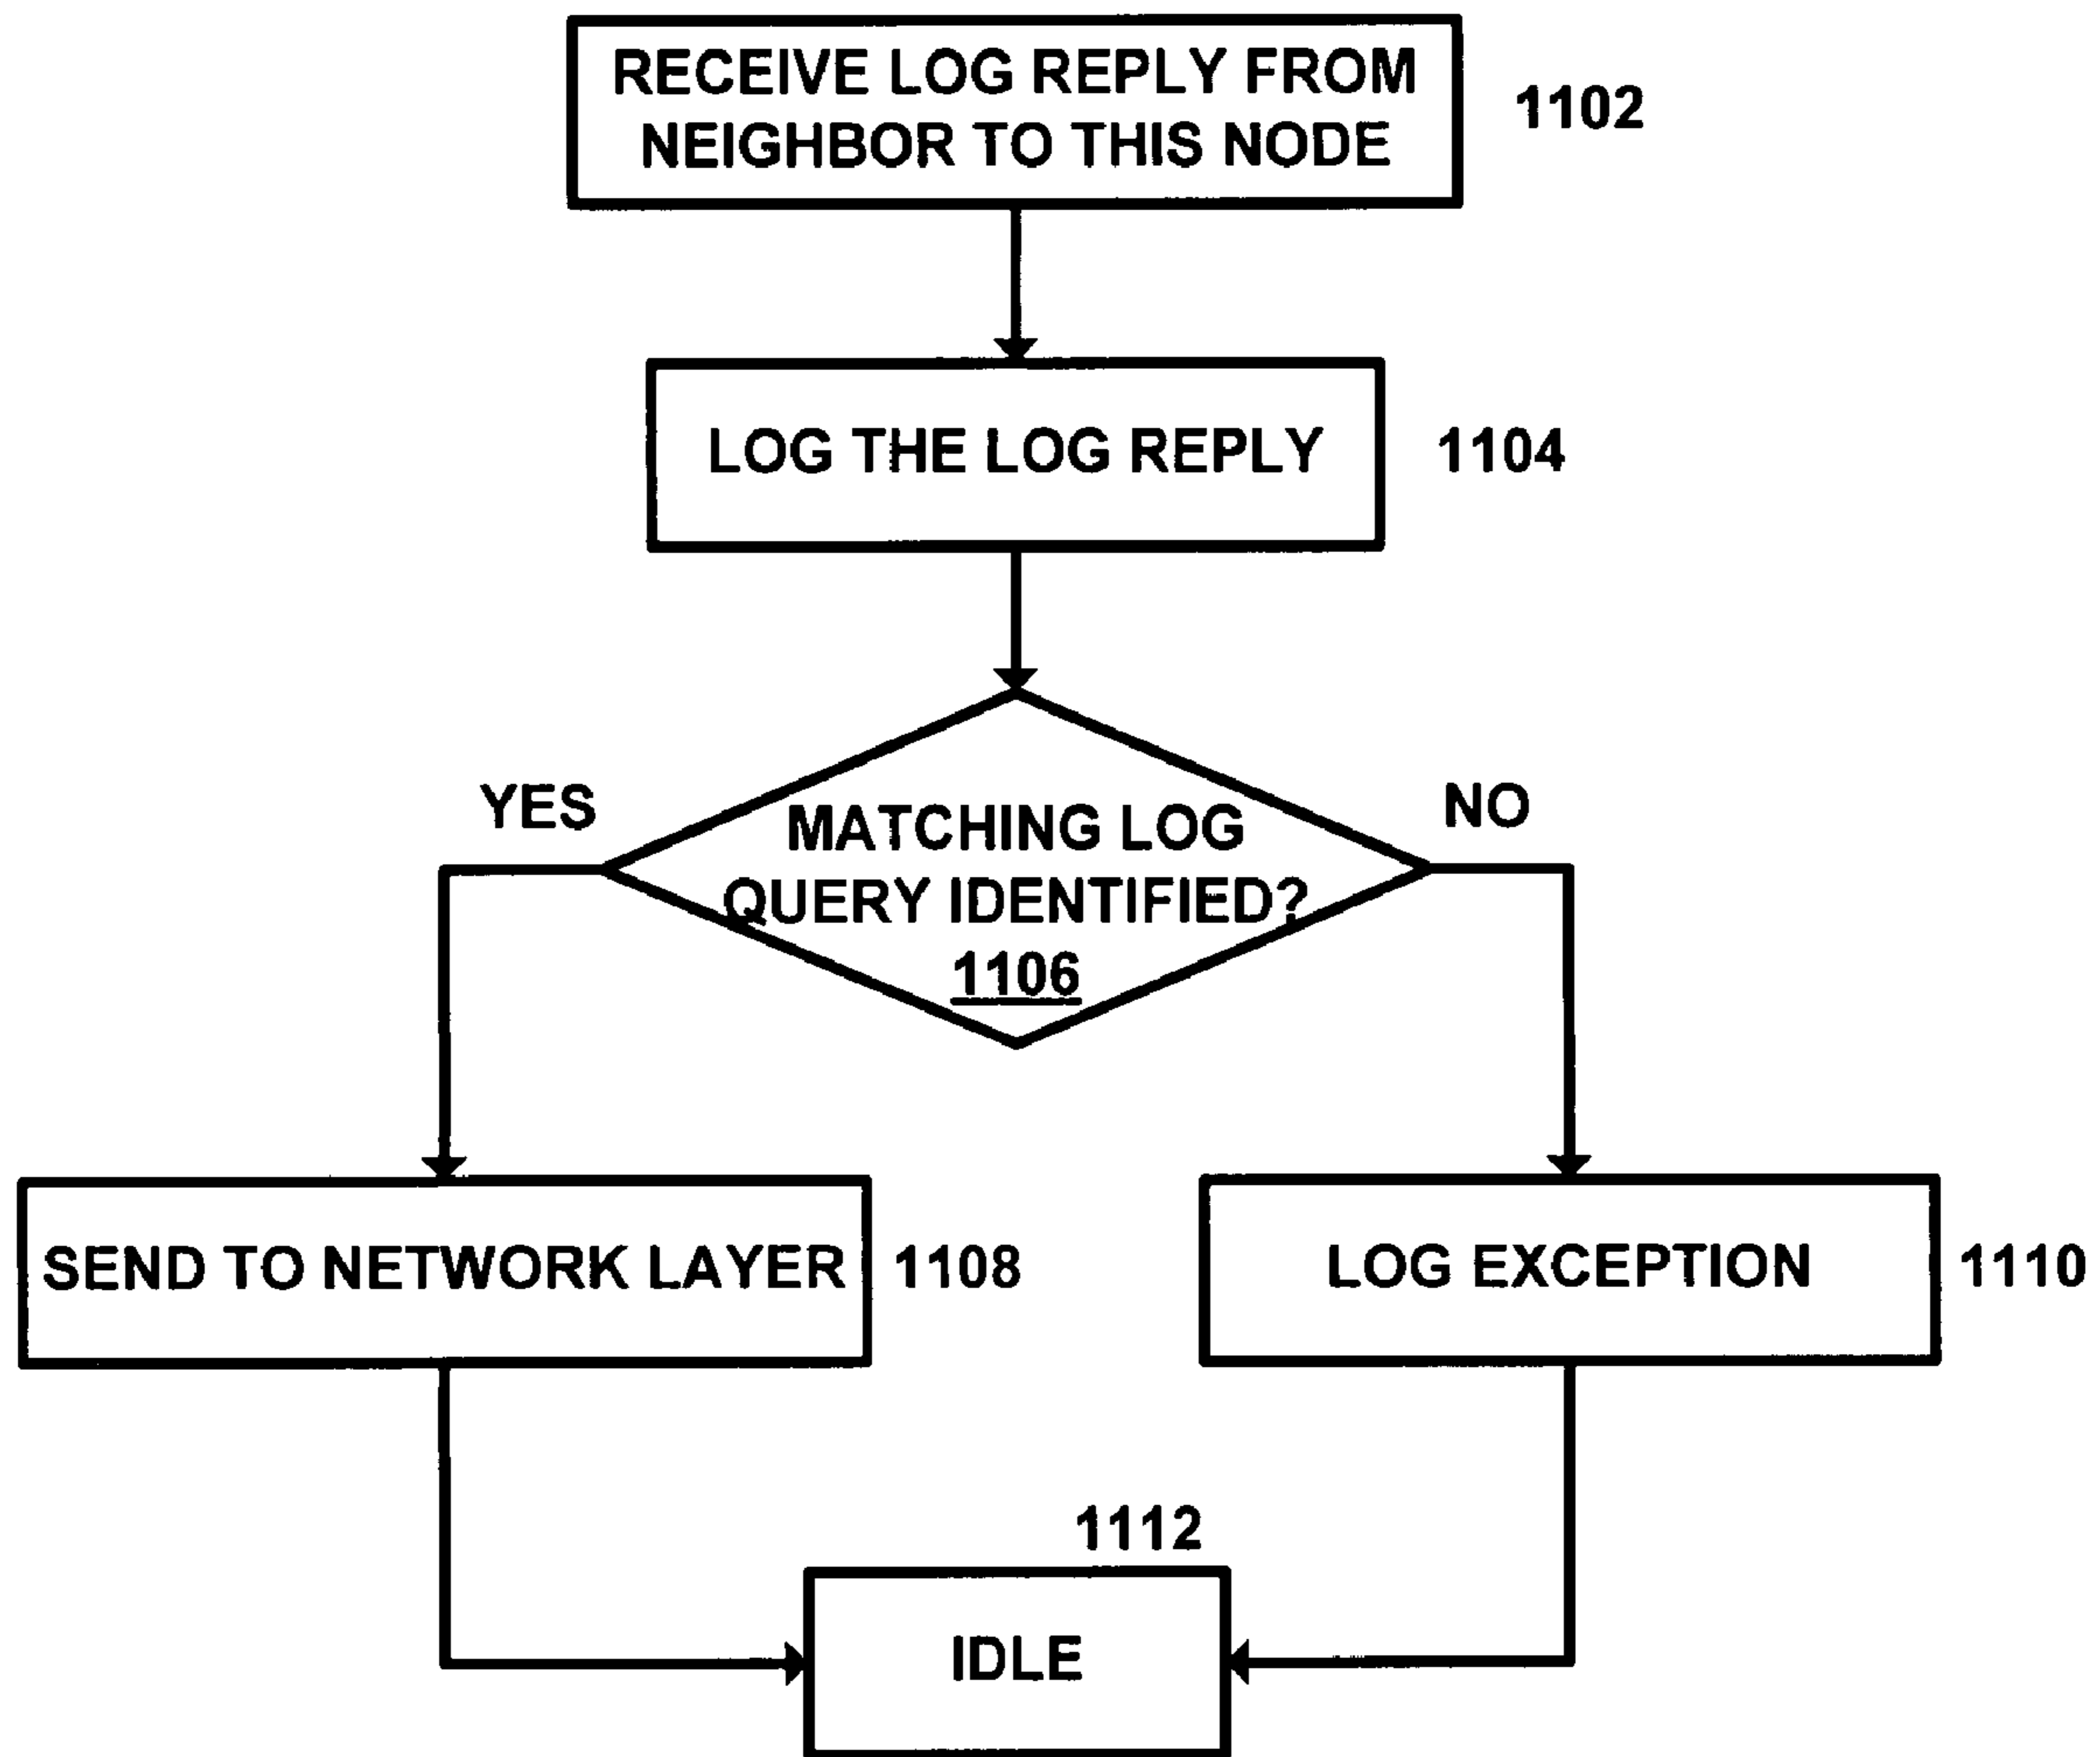 RECEIVE LOG REPLY FROM
NEIGHBOR TO THIS NODE
1102
LOG THE LOG REPLY
1104
YES
NO
MATCHING LOG
QUERY IDENTIFIED?
1106
SEND TO NETWORK LAYER
1108
LOG EXCEPTION
1110
1112
IDLE